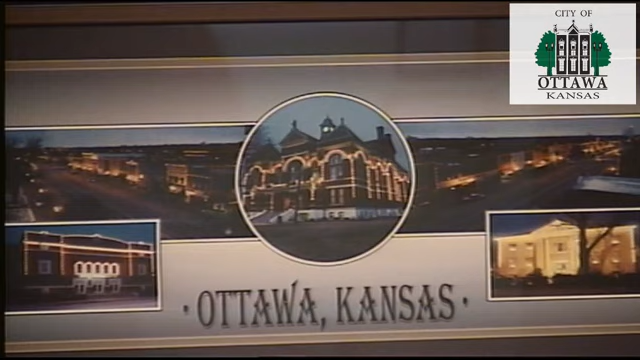 CITY OF
OTTAWA
KANSAS
· OTTAWA, KANSAS ·